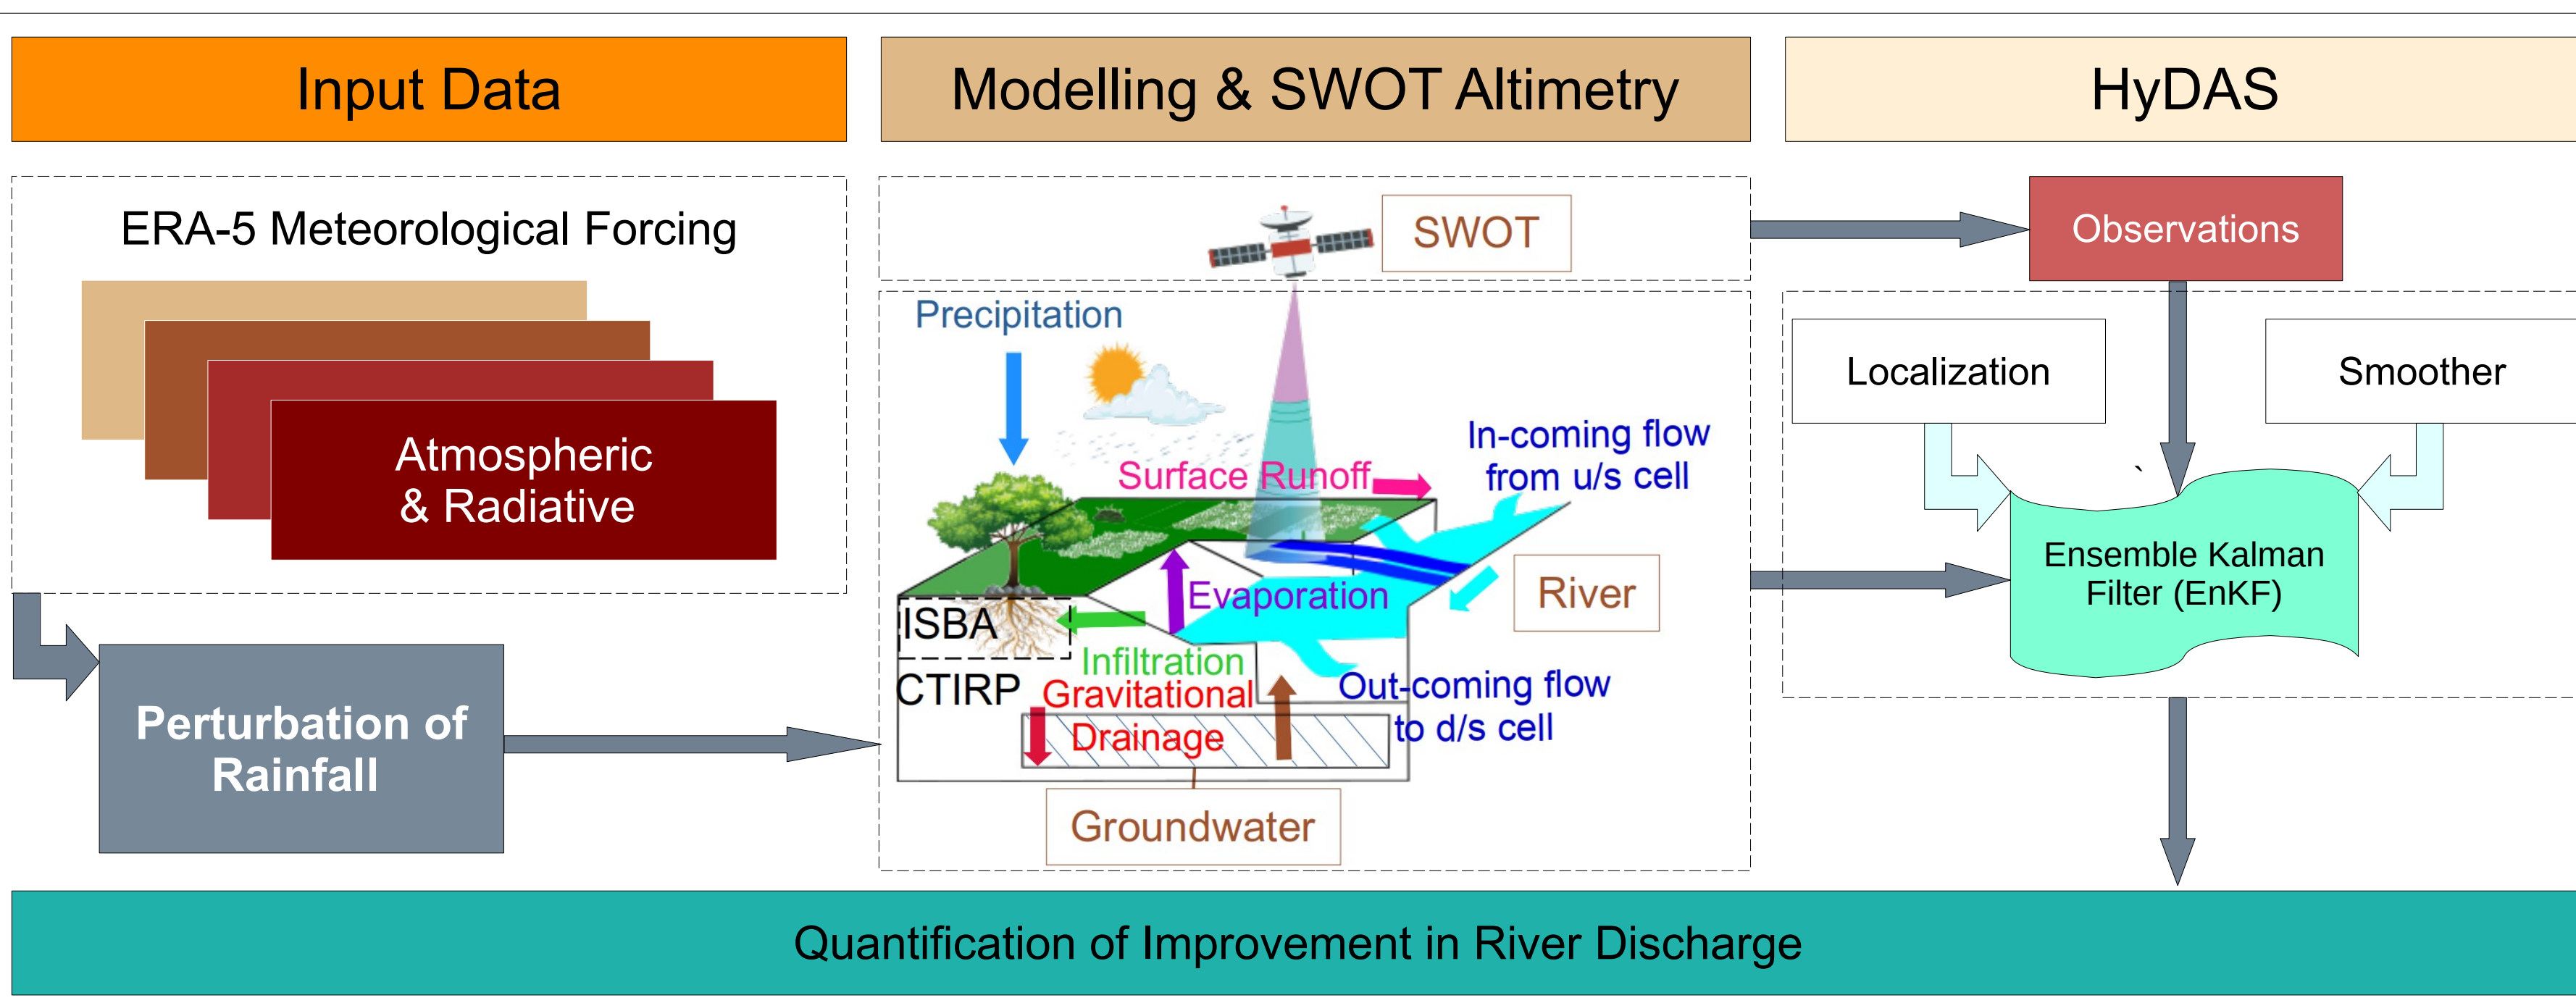 Input Data
Modelling & SWOT Altimetry
HyDAS
ERA-5 Meteorological Forcing
Atmospheric
& Radiative
Perturbation of
Rainfall
SWOT
Precipitation
Surface Runoff
In-coming flow
from u/s cell
Evaporation
River
ISBA
Infiltration
CTIRP
Gravitational
Drainage
Out-coming flow
to d/s cell
Groundwater
Observations
Localization
Smoother
`
Ensemble Kalman
Filter (EnKF)
Quantification of Improvement in River Discharge